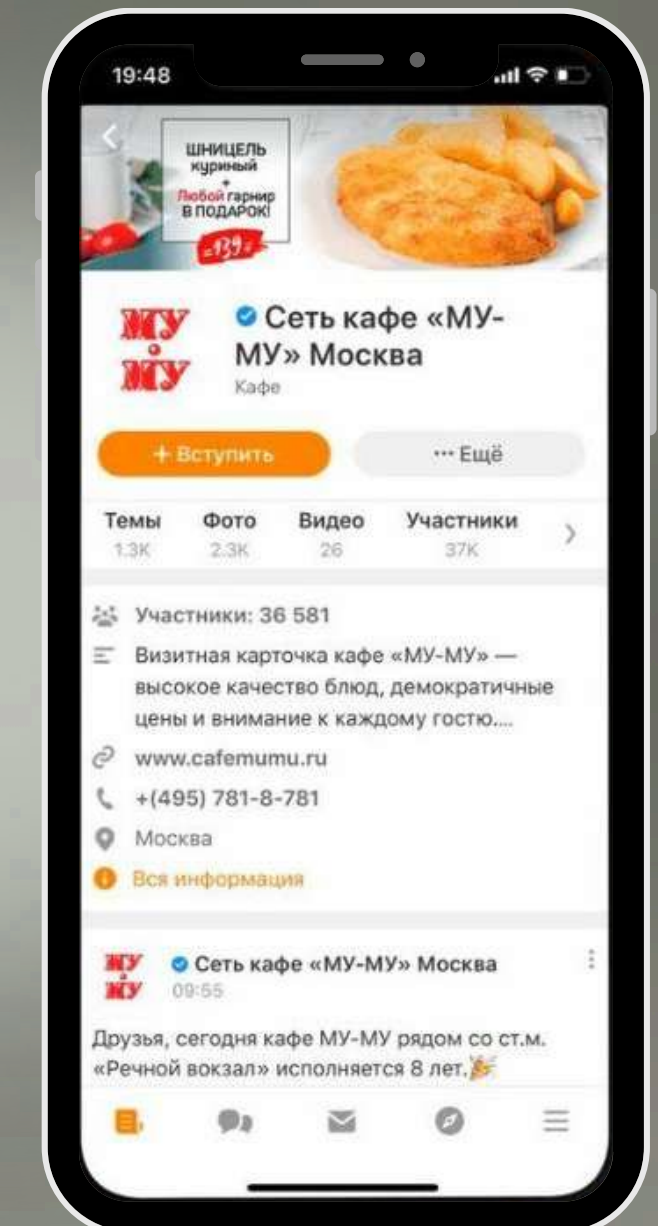 19:48
ШНИЦЕЛЬ
куриный
+
Любой гарнир
В ПОДАРОК!
=139.-
МУ
МУ
Сеть кафе «МУ-
МУ» Москва
Кафе
+ Вступить
··· Ещё
Темы Фото Видео Участники
1.3K 2.3K 26 37K
Участники: 36 581
Визитная карточка кафе «МУ-МУ» —
высокое качество блюд, демократичные
цены и внимание к каждому гостю....
www.cafemumu.ru
+(495) 781-8-781
Москва
Вся информация
МУ
МУ
Сеть кафе «МУ-МУ» Москва
09:55
Друзья, сегодня кафе МУ-МУ рядом со ст.м.
«Речной вокзал» исполняется 8 лет.🎉